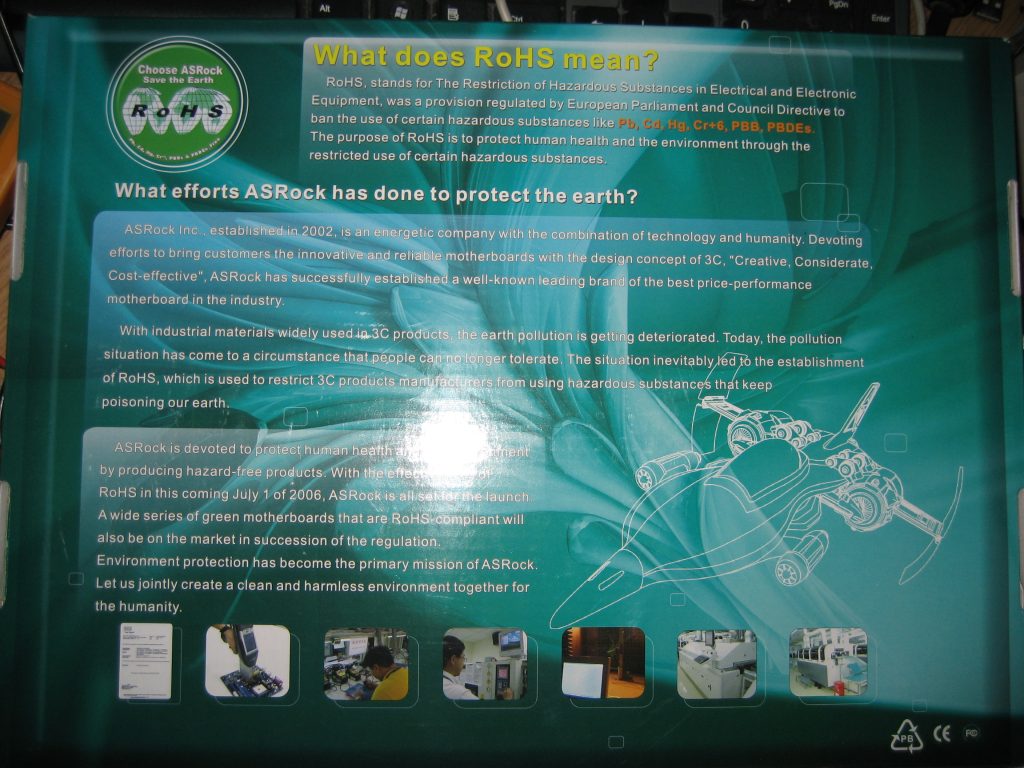 Alt
Ctrl
PgDn
0
Enter
Choose ASRock
Save the Earth
RoHS
What does RoHS mean?
RoHS, stands for The Restriction of Hazardous Substances in Electrical and Electronic
Equipment, was a provision regulated by European Parliament and Council Directive to
ban the use of certain hazardous substances like Pb, Cd, Hg, Cr+6, PBB, PBDEs.
The purpose of RoHS is to protect human health and the environment through the
restricted use of certain hazardous substances.
What efforts ASRock has done to protect the earth?
ASRock Inc., established in 2002, is an energetic company with the combination of technology and humanity. Devoting
efforts to bring customers the innovative and reliable motherboards with the design concept of 3C, "Creative, Considerate,
Cost-effective", ASRock has successfully established a well-known leading brand of the best price-performance
motherboard in the industry.
With industrial materials widely used in 3C products, the earth pollution is getting deteriorated. Today, the pollution
situation has come to a circumstance that people can no longer tolerate. The situation inevitably led to the establishment
of RoHS, which is used to restrict 3C products manufacturers from using hazardous substances that keep
poisoning our earth.
ASRock is devoted to protect human health
by producing hazard-free products. With the
RoHS in this coming July 1 of 2006, ASRock is all set for the launch
A wide series of green motherboards that are RoHS-compliant will
also be on the market in succession of the regulation.
Environment protection has become the primary mission of ASRock.
Let us jointly create a clean and harmless environment together for
the humanity.
PB
CE
FC